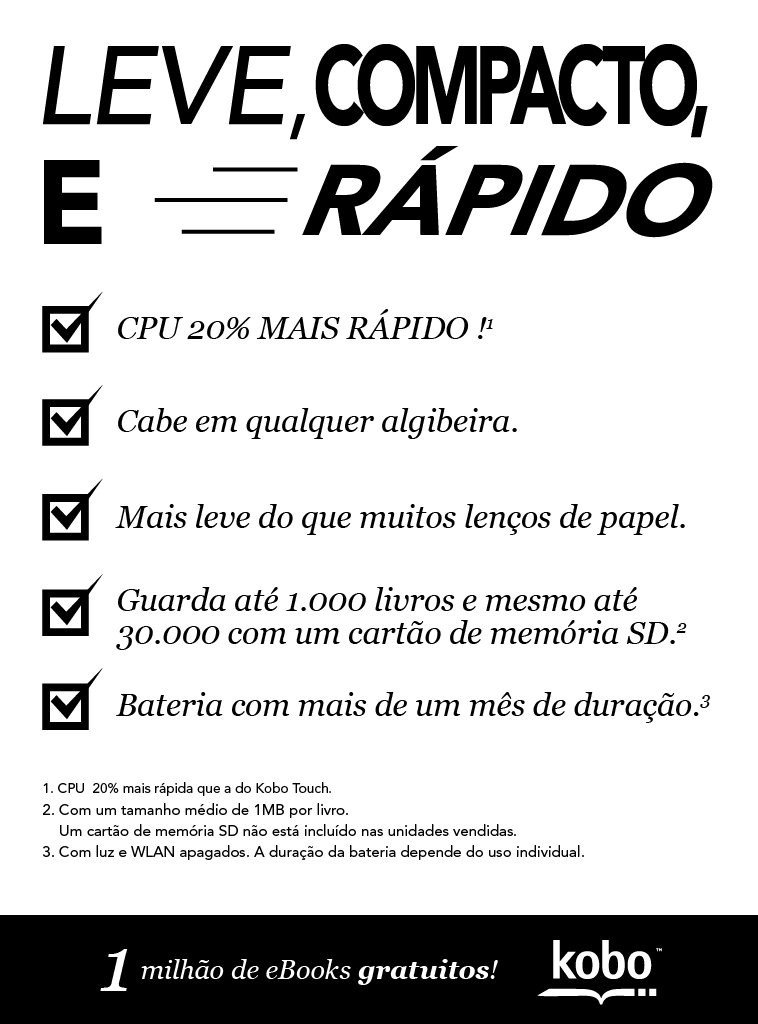 LEVE, COMPACTO,
E RÁPIDO
CPU 20% MAIS RÁPIDO !¹
Cabe em qualquer algibeira.
Mais leve do que muitos lenços de papel.
Guarda até 1.000 livros e mesmo até
30.000 com um cartão de memória SD.²
Bateria com mais de um mês de duração.³
1. CPU  20% mais rápida que a do Kobo Touch.
2. Com um tamanho médio de 1MB por livro.
Um cartão de memória SD não está incluído nas unidades vendidas.
3. Com luz e WLAN apagados. A duração da bateria depende do uso individual.
1 milhão de eBooks gratuitos!
kobo™